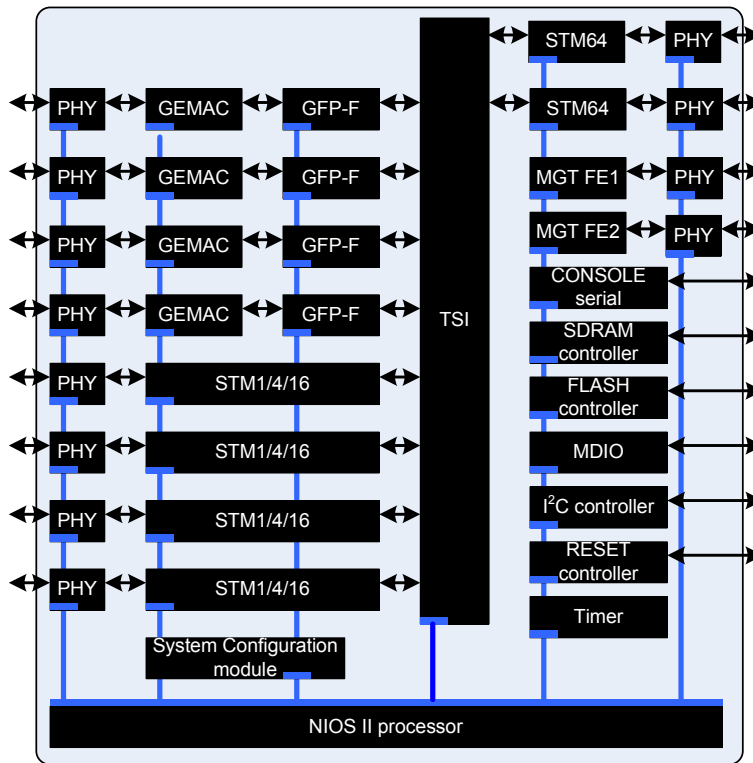 STM64 PHY
PHY GEMAC GFP-F STM64 PHY
PHY GEMAC GFP-F MGT FE1 PHY
PHY GEMAC GFP-F MGT FE2 PHY
CONSOLE
serial
PHY GEMAC GFP-F TSI
SDRAM
controller
PHY STM1/4/16
FLASH
controller
PHY STM1/4/16 MDIO
PHY STM1/4/16 I²C controller
RESET
controller
PHY STM1/4/16
Timer
System Configuration
module
NIOS II processor